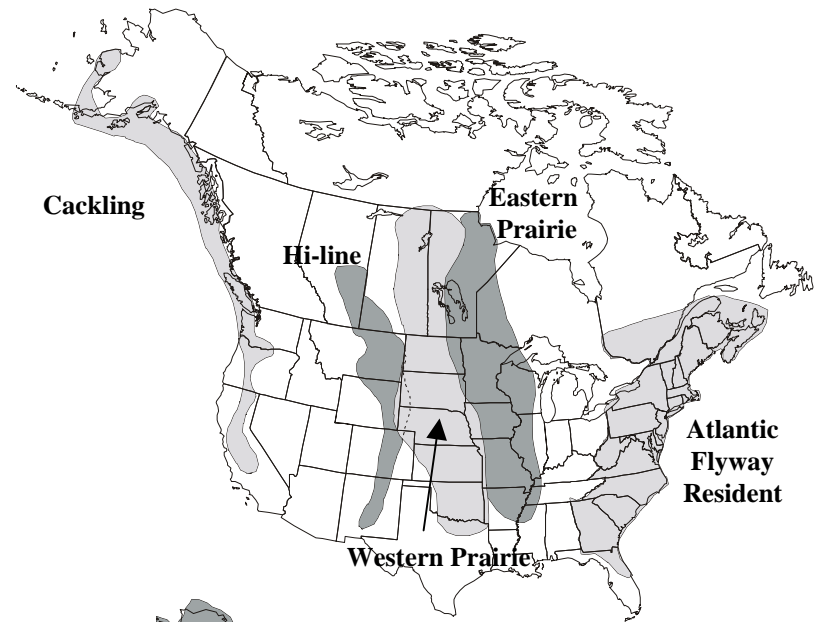 Eastern
Prairie
Cackling
Hi-line
Atlantic
Flyway
Resident
Western Prairie